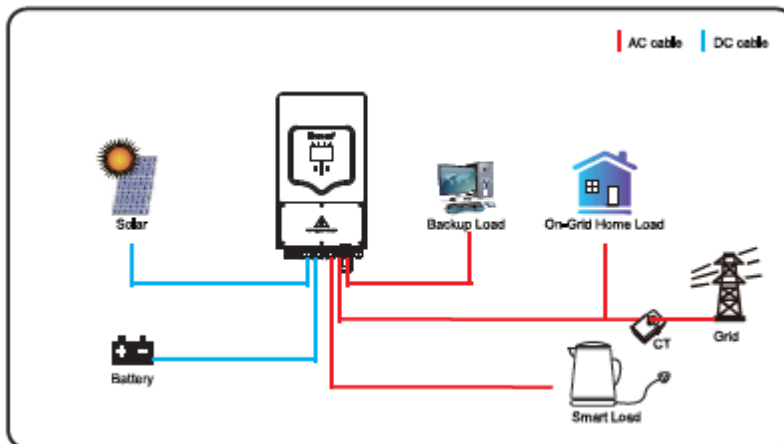 AC cable
DC cable
Solar
Backup Load
On-Grid Home Load
Battery
CT
Grid
Smart Load